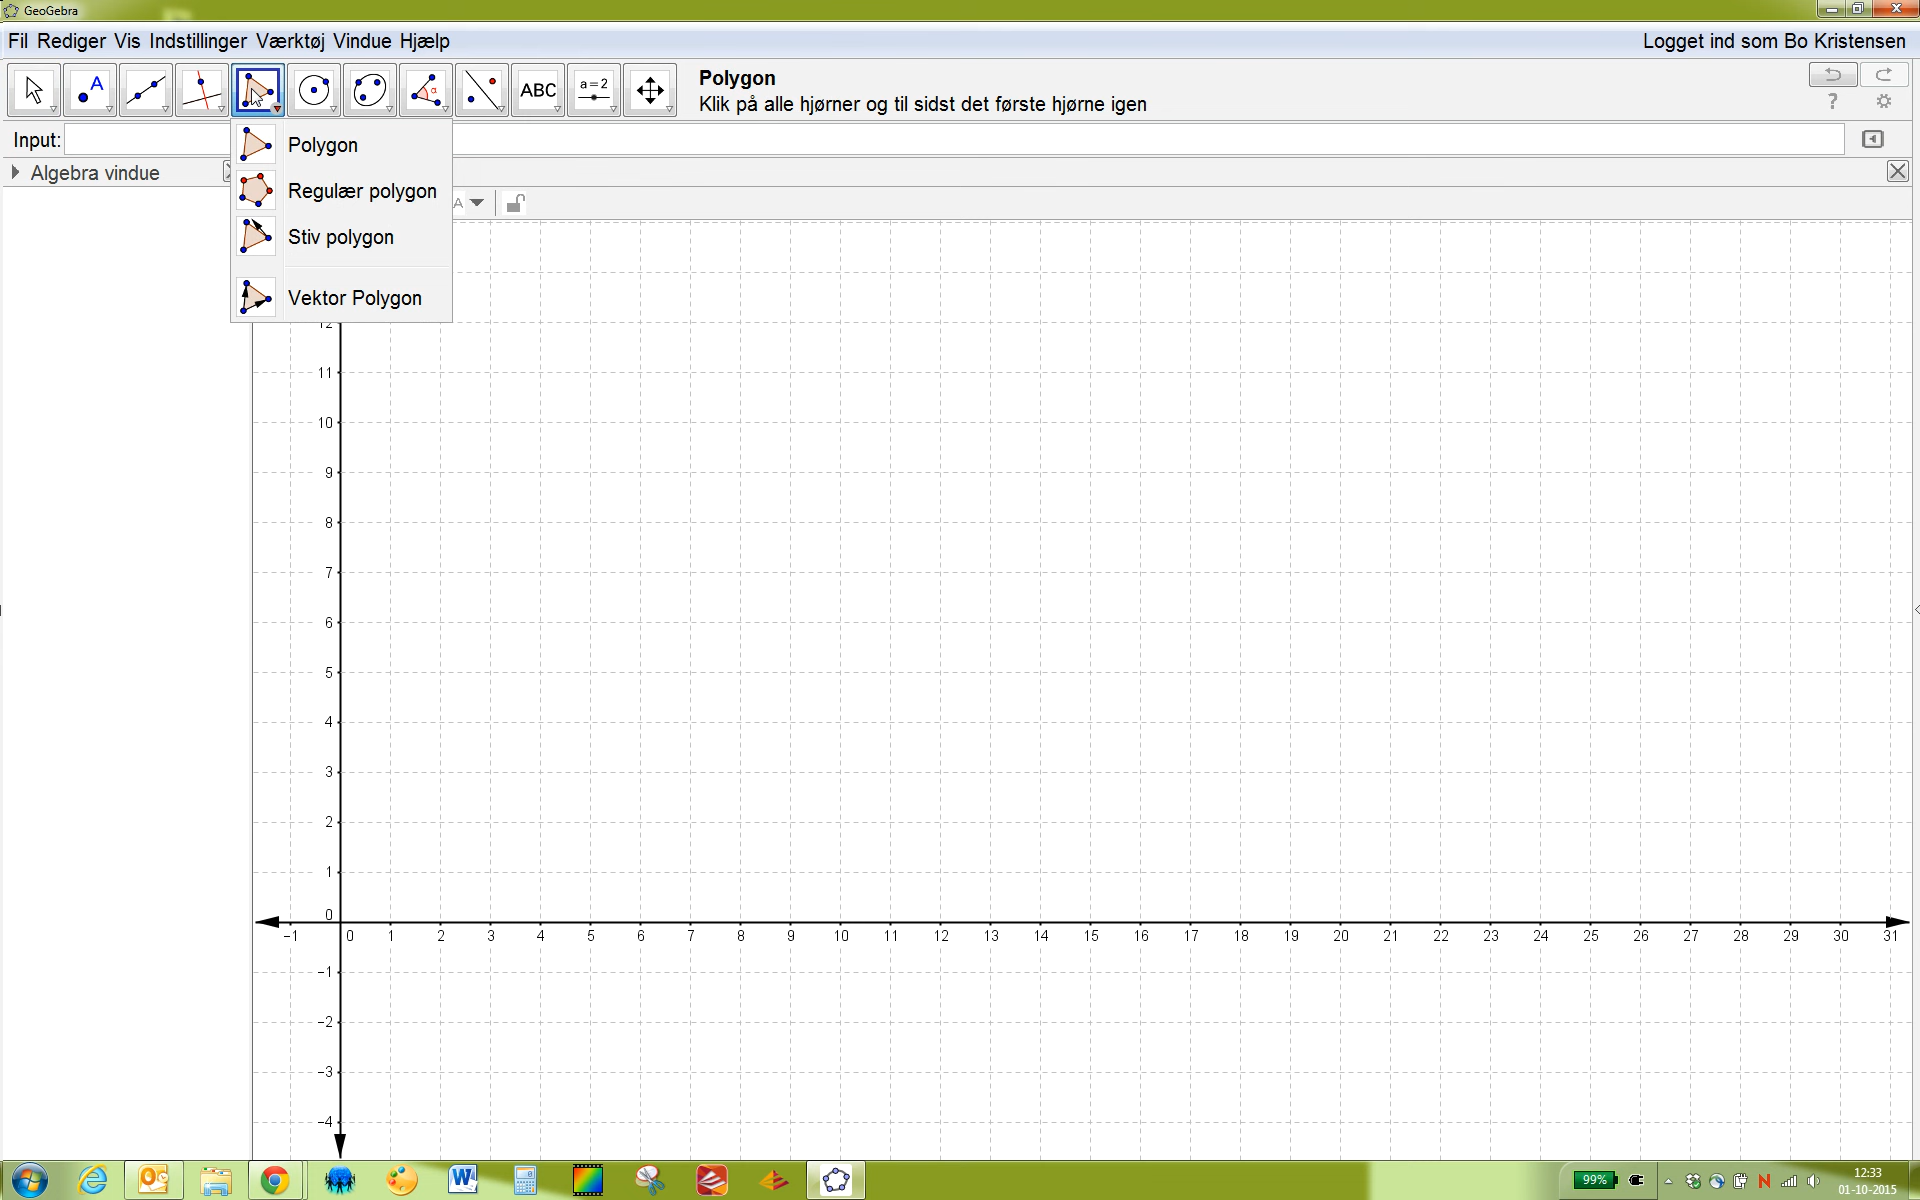 GeoGebra
Fil Rediger Vis Indstillinger Værktøj Vindue Hjælp
Logget ind som Bo Kristensen
A
α
ABC
a=2
Polygon
Klik på alle hjørner og til sidst det første hjørne igen
?
Input:
Algebra vindue
Polygon
Regulær polygon
Stiv polygon
Vektor Polygon
A
12
11
10
9
8
7
6
5
4
3
2
1
0
−1 0 1 2 3 4 5 6 7 8 9 10 11 12 13 14 15 16 17 18 19 20 21 22 23 24 25 26 27 28 29 30 31
−1
−2
−3
−4
99%
N
12:33
01-10-2015